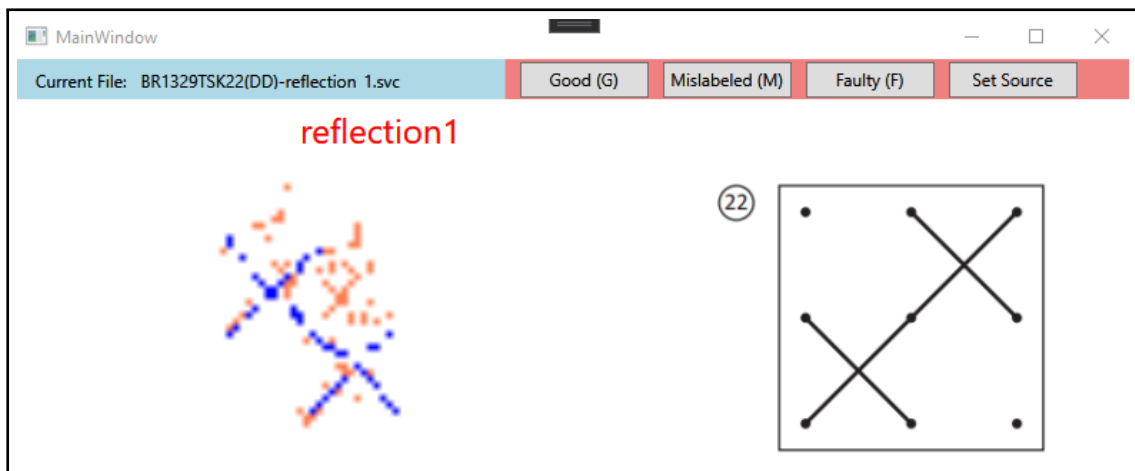 MainWindow
Current File: BR1329TSK22(DD)-reflection 1.svc Good (G) Mislabeled (M) Faulty (F) Set Source
reflection1
22